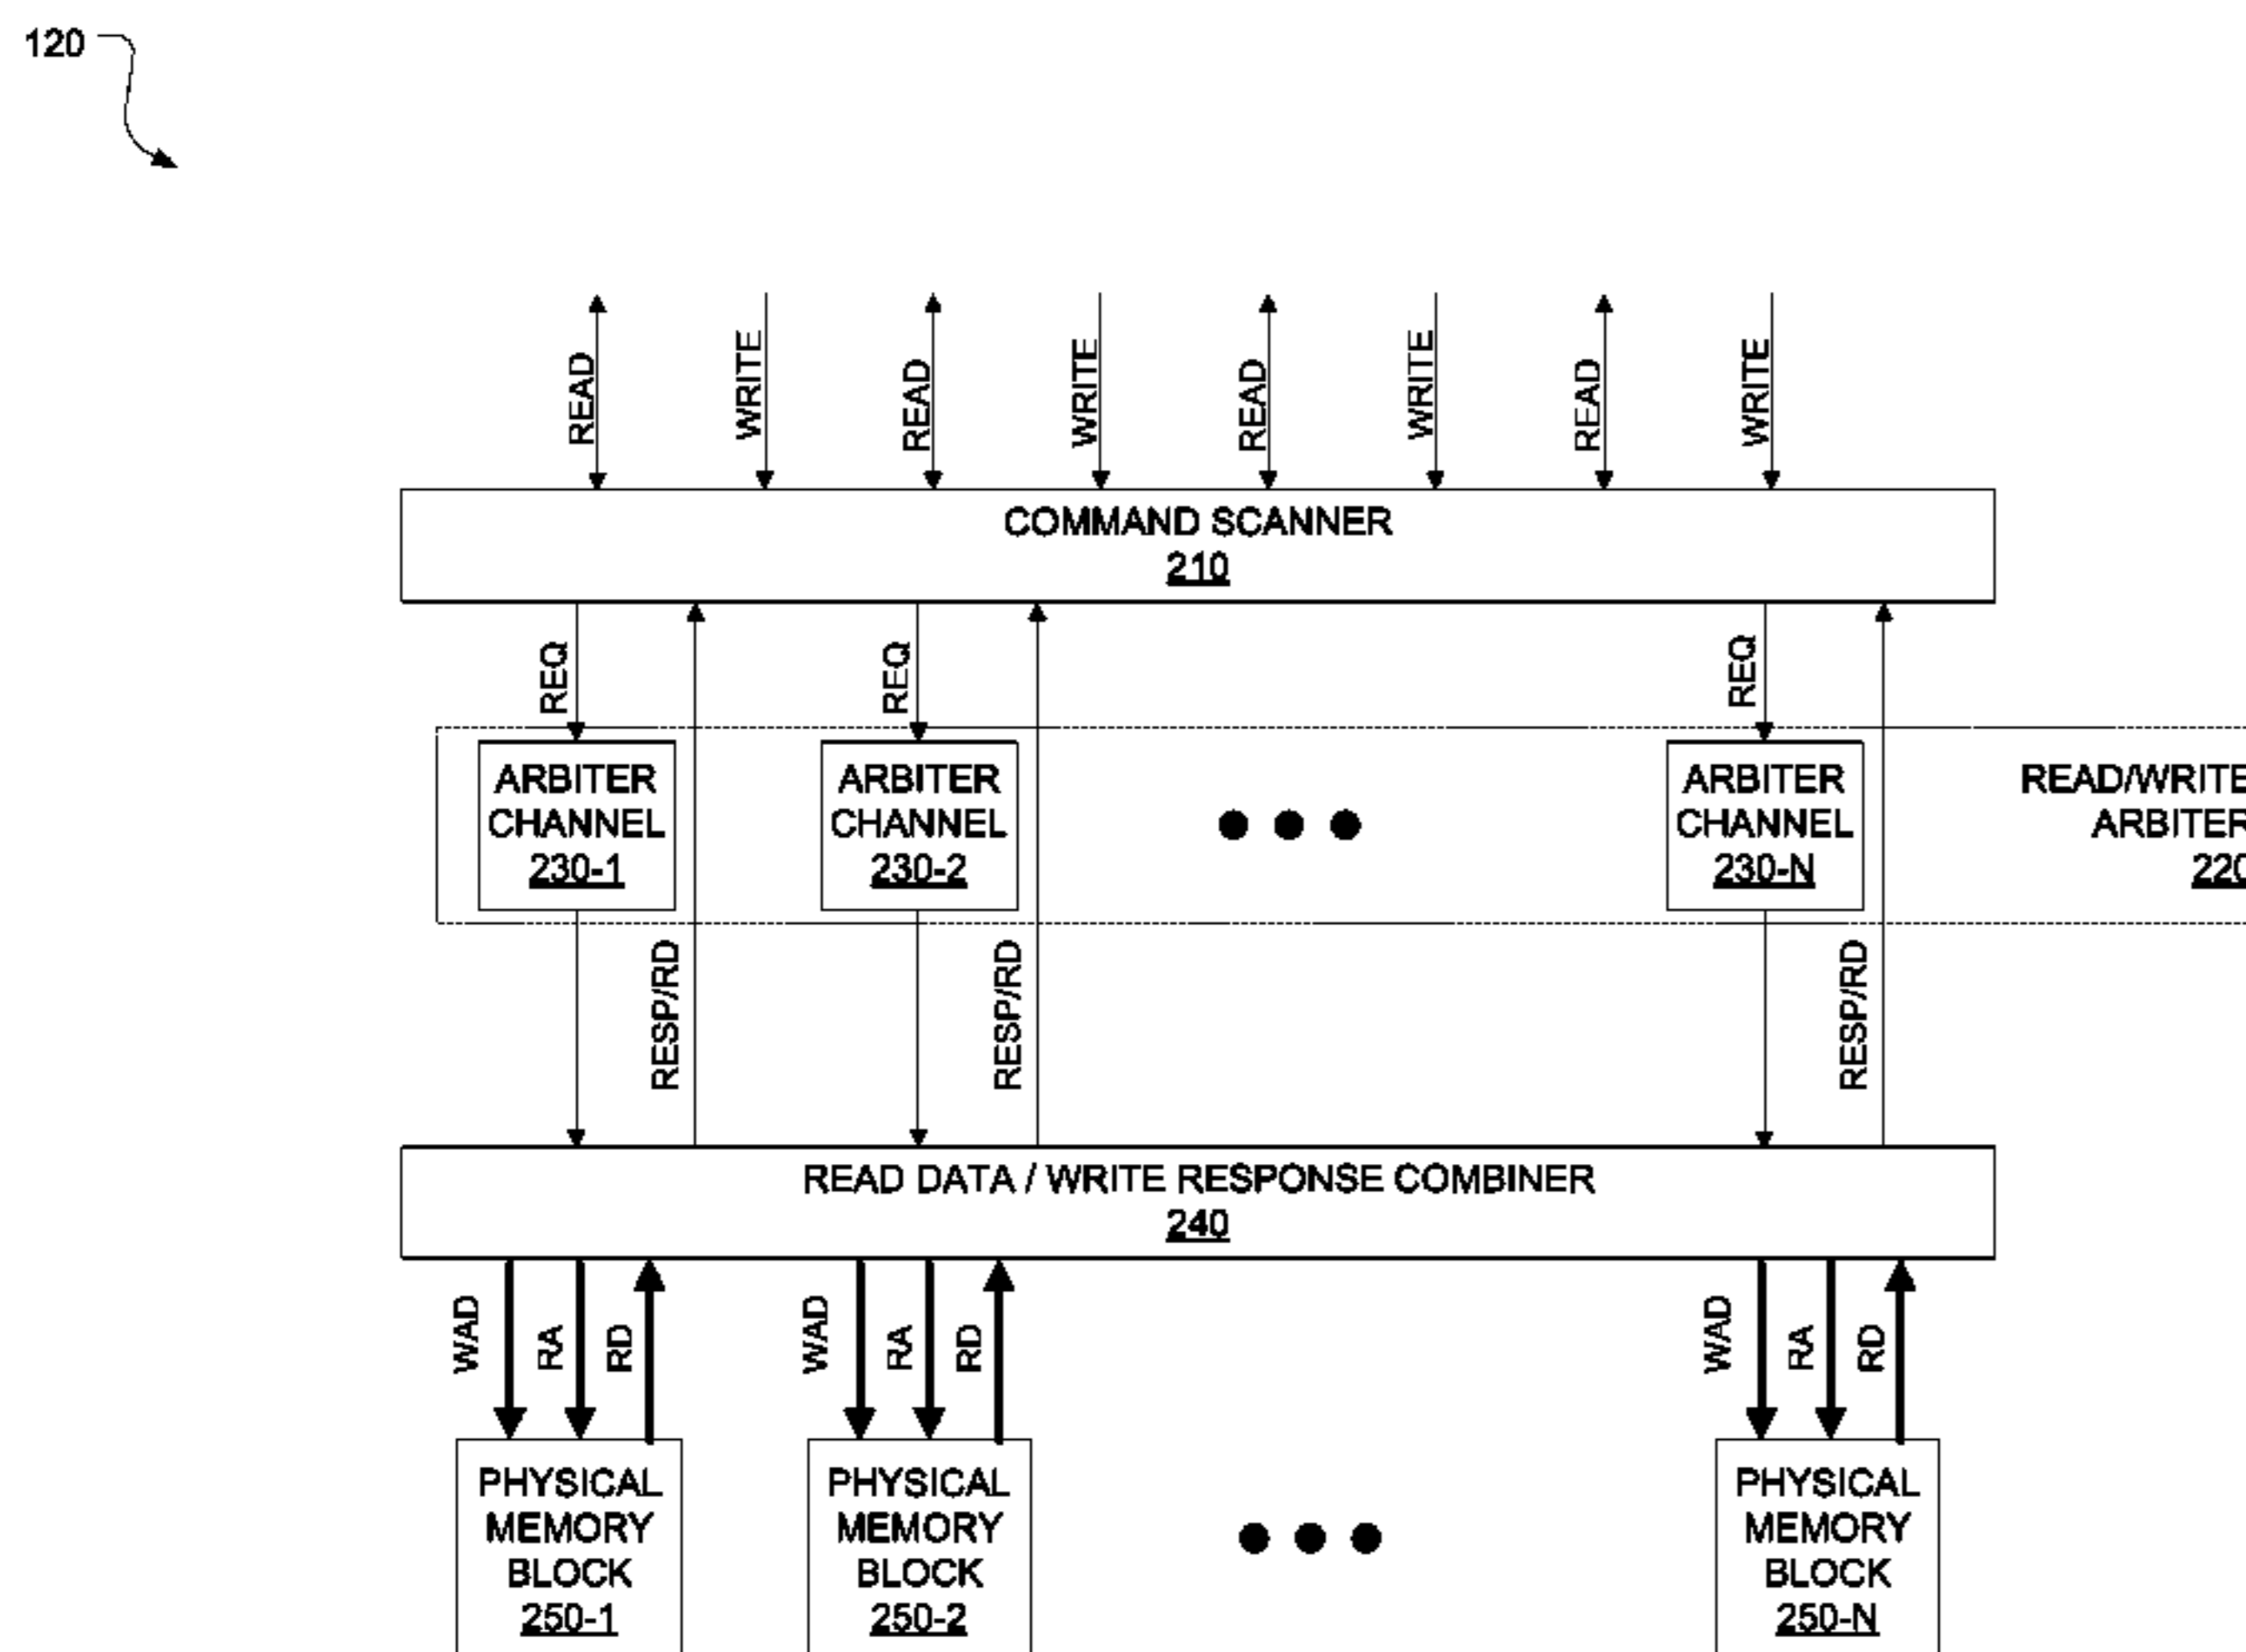 120
READ
WRITE
READ
WRITE
READ
WRITE
READ
WRITE
COMMAND SCANNER
210
REQ
REQ
REQ
ARBITER
CHANNEL
230-1
ARBITER
CHANNEL
230-2
ARBITER
CHANNEL
230-N
READ/WRITE
ARBITER
220
RESP/RD
RESP/RD
RESP/RD
READ DATA / WRITE RESPONSE COMBINER
240
WAD
RA
RD
WAD
RA
RD
WAD
RA
RD
PHYSICAL
MEMORY
BLOCK
250-1
PHYSICAL
MEMORY
BLOCK
250-2
PHYSICAL
MEMORY
BLOCK
250-N